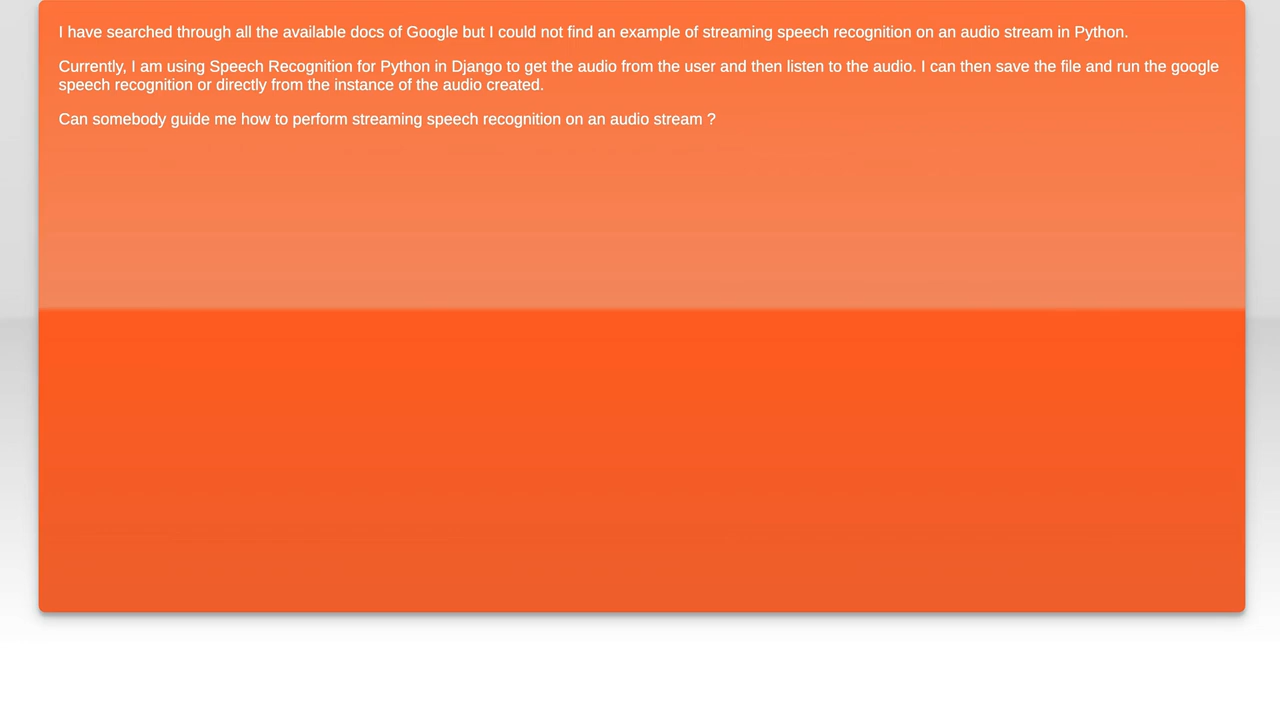 I have searched through all the available docs of Google but I could not find an example of streaming speech recognition on an audio stream in Python.
Currently, I am using Speech Recognition for Python in Django to get the audio from the user and then listen to the audio. I can then save the file and run the google
speech recognition or directly from the instance of the audio created.
Can somebody guide me how to perform streaming speech recognition on an audio stream ?